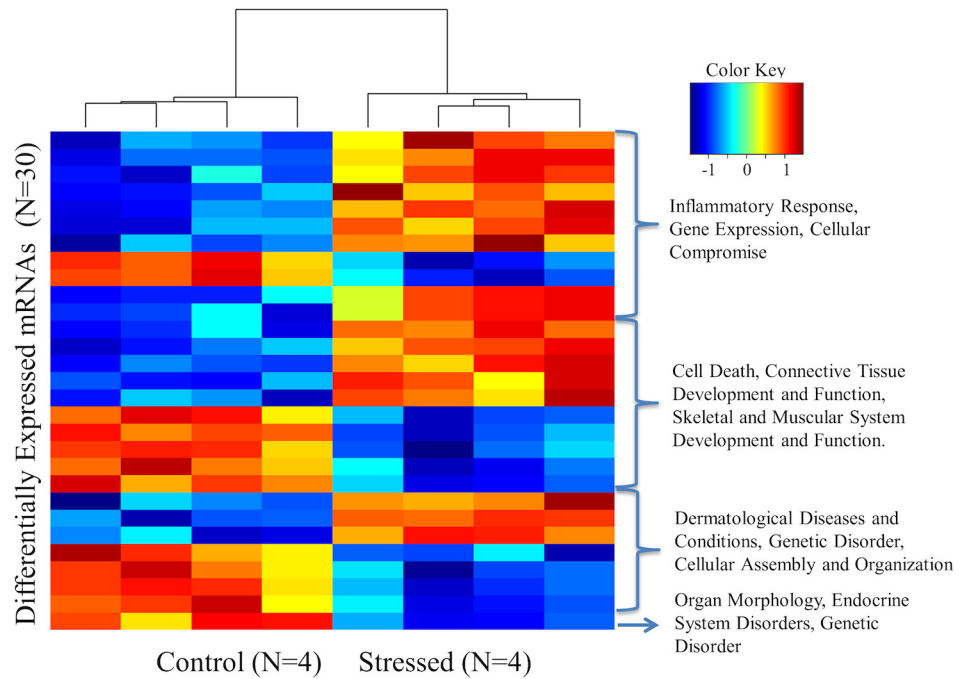 Differentially Expressed mRNAs (N=30)
Color Key
-1 0 1
Inflammatory Response,
Gene Expression, Cellular
Compromise
Cell Death, Connective Tissue
Development and Function,
Skeletal and Muscular System
Development and Function.
Dermatological Diseases and
Conditions, Genetic Disorder,
Cellular Assembly and Organization
Organ Morphology, Endocrine
System Disorders, Genetic
Disorder
Control (N=4) Stressed (N=4)